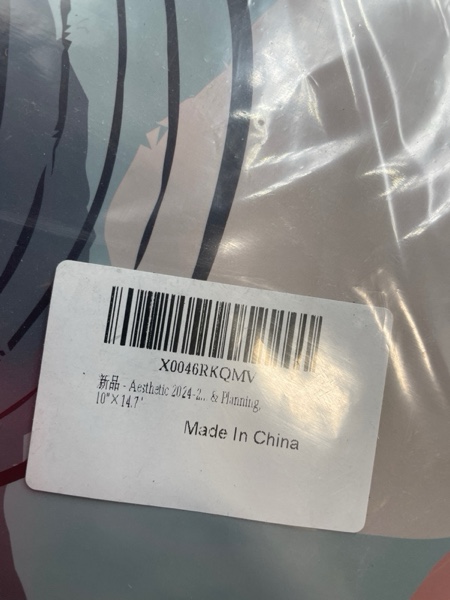 X0046RKQMV
新品 - Aesthetic 2024-2... & Planning,
10"×14.7"
Made In China